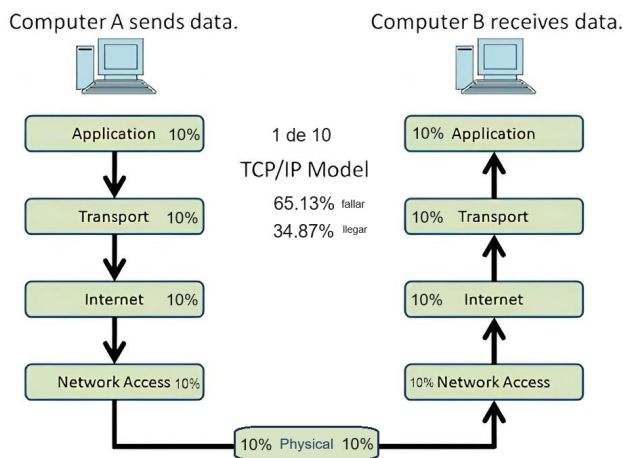 Computer A sends data.
Computer B receives data.
Application 10%
Transport 10%
Internet 10%
Network Access 10%
1 de 10
TCP/IP Model
65.13% fallar
34.87% llegar
10% Application
10% Transport
10% Internet
10% Network Access
10% Physical 10%